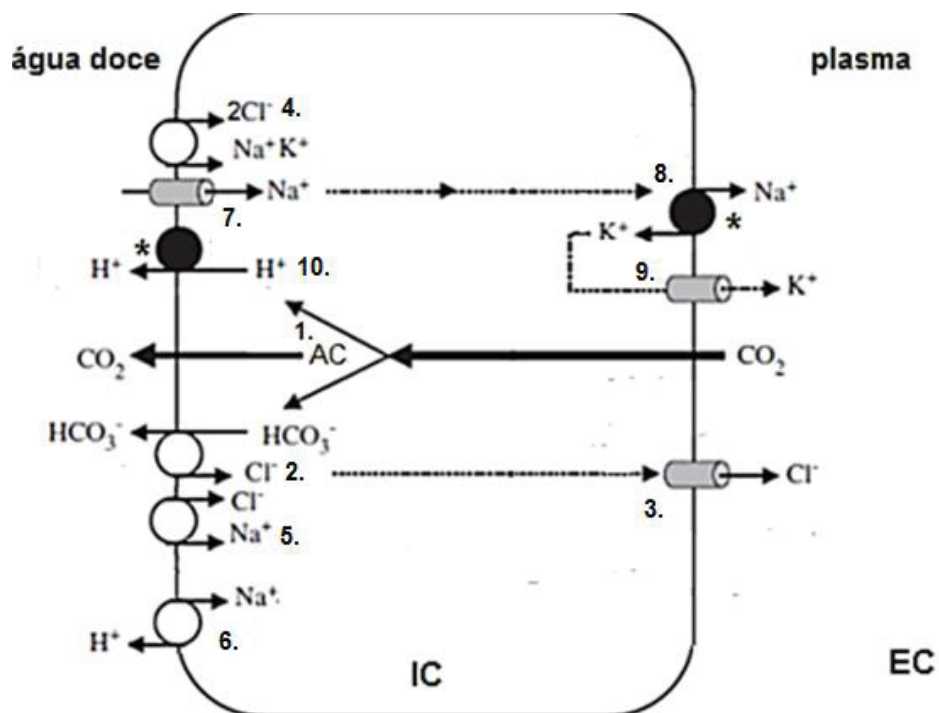 água doce
plasma
2Cl⁻ 4.
Na⁺ K⁺
Na⁺
8.
Na⁺
7.
*
K⁺
*
H⁺
H⁺ 10.
9.
K⁺
1.
CO₂
AC
CO₂
HCO₃⁻
HCO₃⁻
Cl⁻ 2.
Cl⁻
Cl⁻
3.
Na⁺ 5.
Na⁺
H⁺
6.
IC
EC